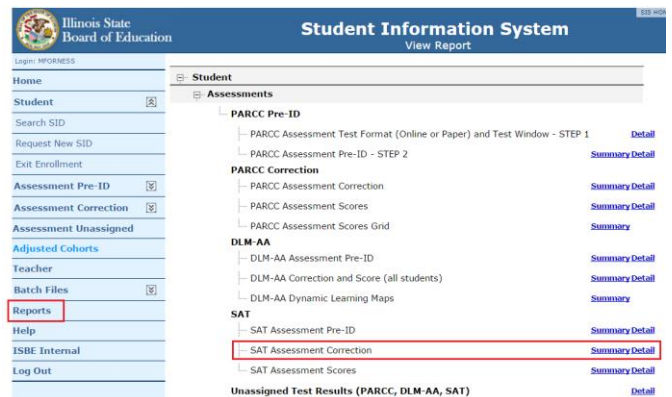 Illinois State
Board of Education
Student Information System
View Report
SIS HOM
Login: MFORNESS
Home
Student
Search SID
Request New SID
Exit Enrollment
Assessment Pre-ID
Assessment Correction
Assessment Unassigned
Adjusted Cohorts
Teacher
Batch Files
Reports
Help
ISBE Internal
Log Out
Student
Assessments
PARCC Pre-ID
PARCC Assessment Test Format (Online or Paper) and Test Window - STEP 1 Detail
PARCC Assessment Pre-ID - STEP 2 Summary Detail
PARCC Correction
PARCC Assessment Correction Summary Detail
PARCC Assessment Scores Summary Detail
PARCC Assessment Scores Grid Summary
DLM-AA
DLM-AA Assessment Pre-ID Summary Detail
DLM-AA Correction and Score (all students) Summary Detail
DLM-AA Dynamic Learning Maps Summary
SAT
SAT Assessment Pre-ID Summary Detail
SAT Assessment Correction Summary Detail
SAT Assessment Scores Summary Detail
Unassigned Test Results (PARCC, DLM-AA, SAT) Detail